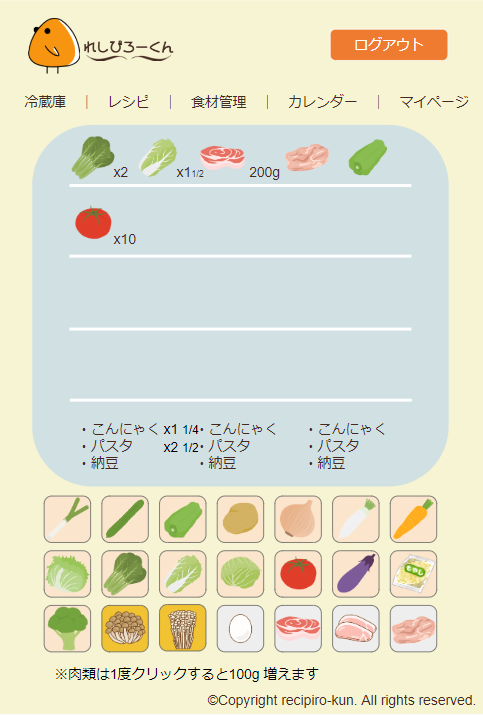 れしぴろーくん
ログアウト
冷蔵庫 | レシピ | 食材管理 | カレンダー | マイページ
x2 x1 1/2 200g
x10
・こんにゃく x1 1/4 ・こんにゃく ・こんにゃく
・パスタ x2 1/2 ・パスタ ・パスタ
・納豆 ・納豆 ・納豆
もやし
※肉類は1度クリックすると100g 増えます
©Copyright recipiro-kun. All rights reserved.